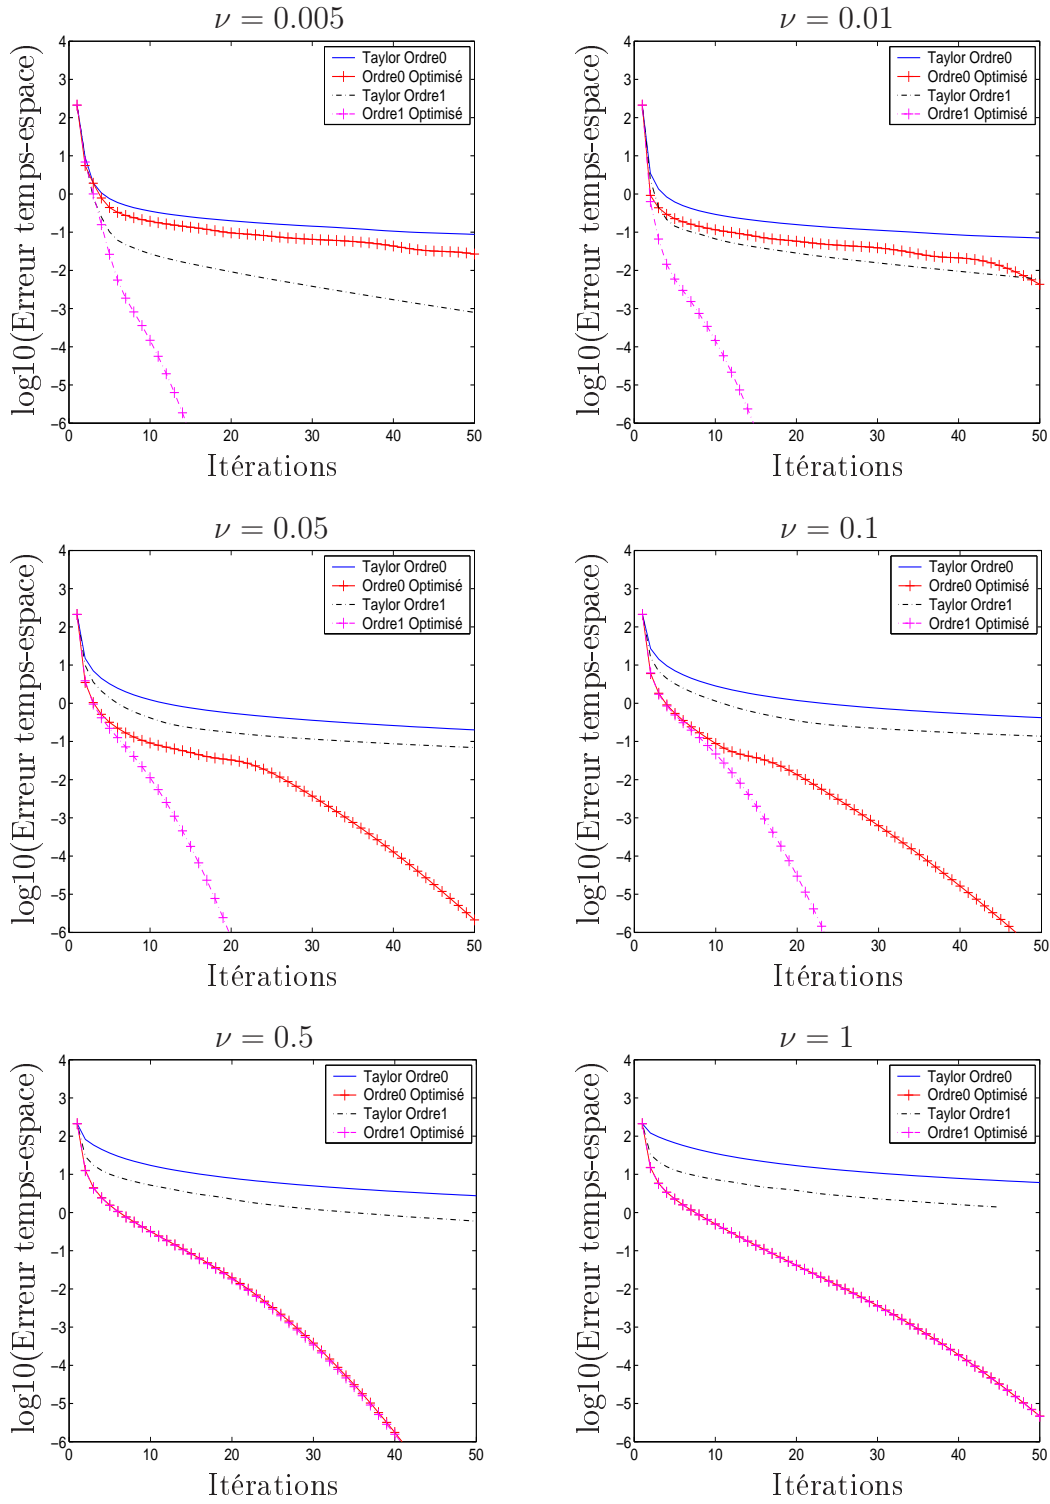 ν = 0.005
log10(Erreur temps-espace)
4
3
2
1
0
−1
−2
−3
−4
−5
−6
0 10 20 30 40 50
Itérations
Taylor Ordre0
Ordre0 Optimisé
Taylor Ordre1
Ordre1 Optimisé
ν = 0.01
log10(Erreur temps-espace)
4
3
2
1
0
−1
−2
−3
−4
−5
−6
0 10 20 30 40 50
Itérations
Taylor Ordre0
Ordre0 Optimisé
Taylor Ordre1
Ordre1 Optimisé
ν = 0.05
log10(Erreur temps-espace)
4
3
2
1
0
−1
−2
−3
−4
−5
−6
0 10 20 30 40 50
Itérations
Taylor Ordre0
Ordre0 Optimisé
Taylor Ordre1
Ordre1 Optimisé
ν = 0.1
log10(Erreur temps-espace)
4
3
2
1
0
−1
−2
−3
−4
−5
−6
0 10 20 30 40 50
Itérations
Taylor Ordre0
Ordre0 Optimisé
Taylor Ordre1
Ordre1 Optimisé
ν = 0.5
log10(Erreur temps-espace)
4
3
2
1
0
−1
−2
−3
−4
−5
−6
0 10 20 30 40 50
Itérations
Taylor Ordre0
Ordre0 Optimisé
Taylor Ordre1
Ordre1 Optimisé
ν = 1
log10(Erreur temps-espace)
4
3
2
1
0
−1
−2
−3
−4
−5
−6
0 10 20 30 40 50
Itérations
Taylor Ordre0
Ordre0 Optimisé
Taylor Ordre1
Ordre1 Optimisé